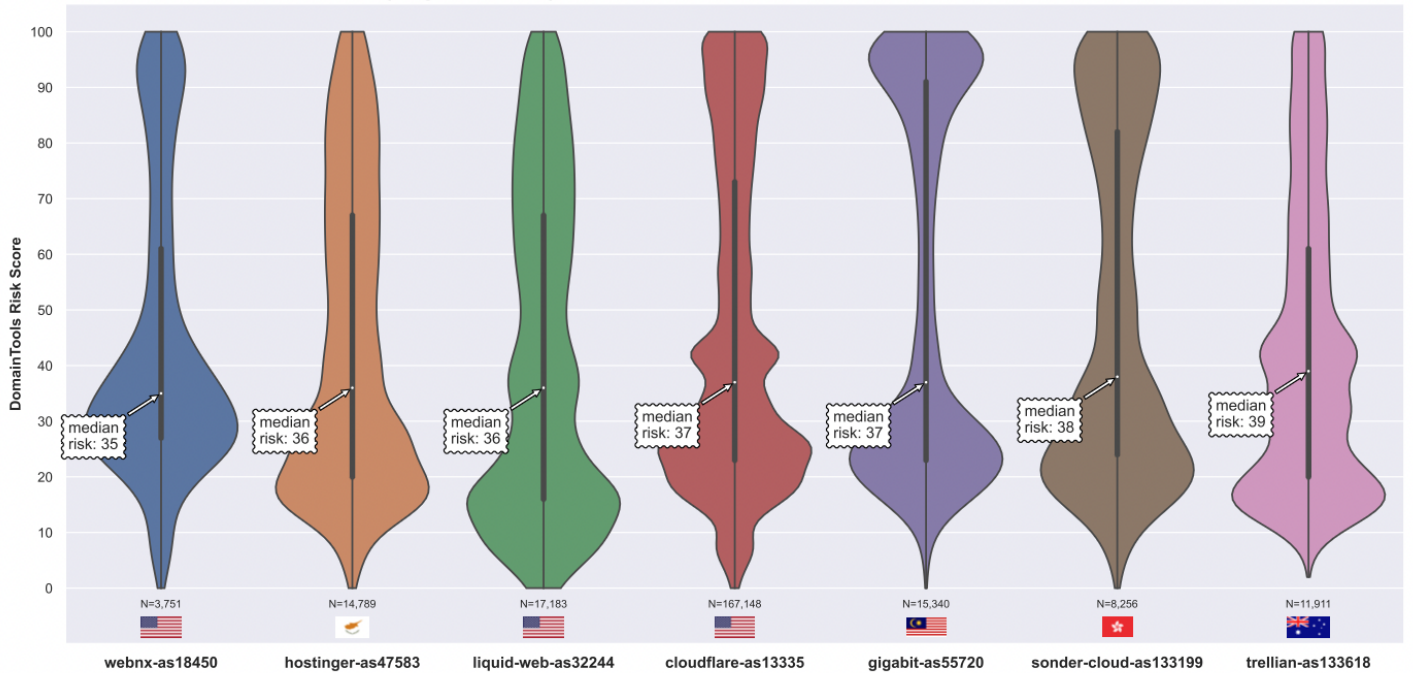 DomainTools Risk Score
100
90
80
70
60
50
40
30
20
10
0
median
risk: 35
median
risk: 36
median
risk: 36
median
risk: 37
median
risk: 37
median
risk: 38
median
risk: 39
N=3,751
N=14,789
N=17,183
N=167,148
N=15,340
N=8,256
N=11,911
webnx-as18450
hostinger-as47583
liquid-web-as32244
cloudflare-as13335
gigabit-as55720
sonder-cloud-as133199
trellian-as133618